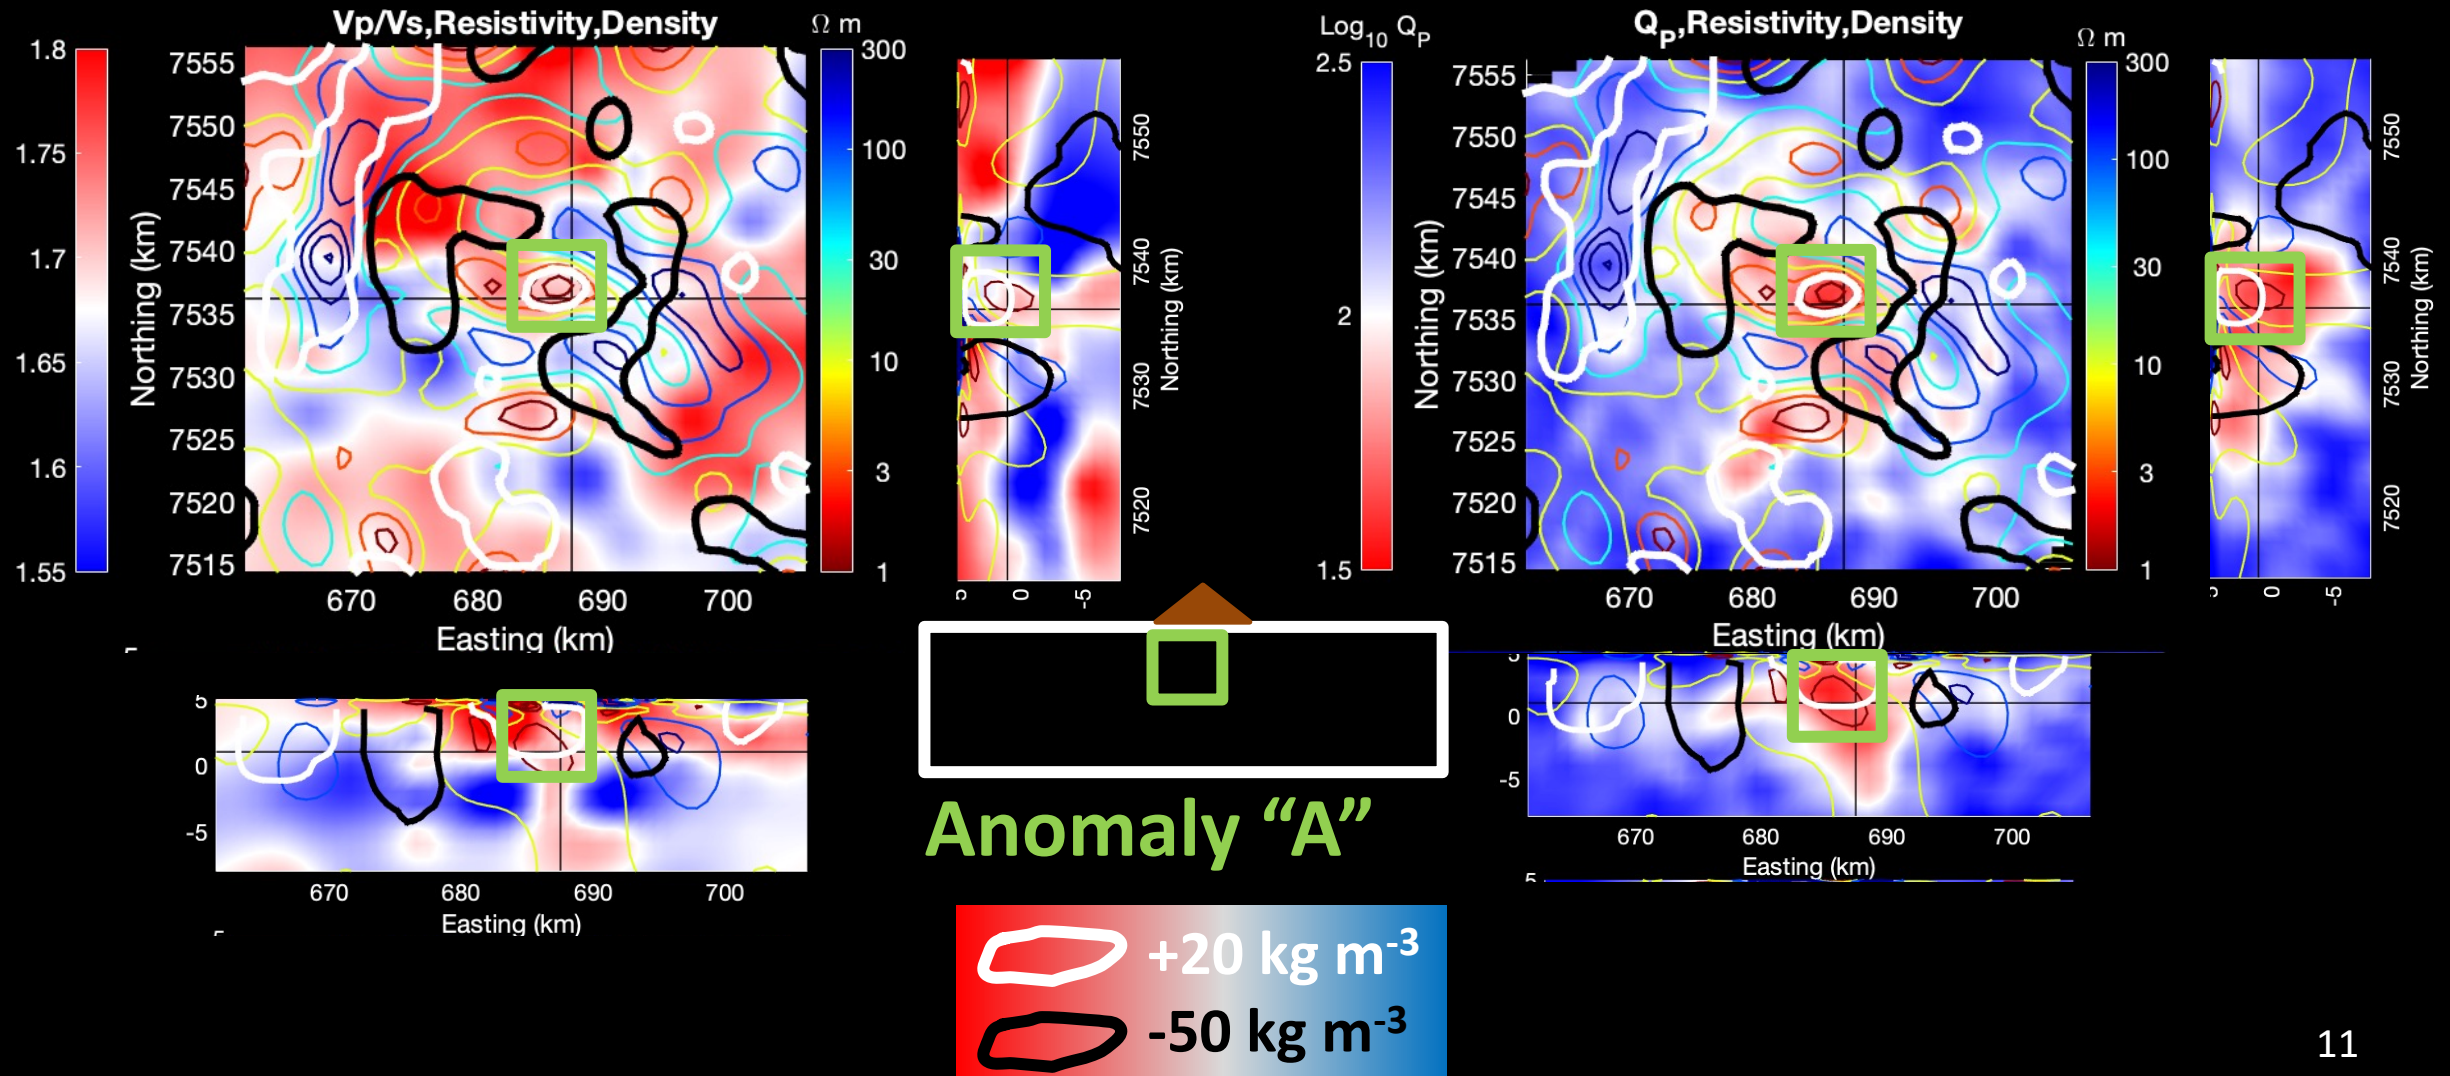 Vp/Vs,Resistivity,Density
Ω m
1.8
1.75
1.7
1.65
1.6
1.55
Northing (km)
7555
7550
7545
7540
7535
7530
7525
7520
7515
670 680 690 700
Easting (km)
300
100
30
10
3
1
7550
7540
7530
7520
Northing (km)
5 0 -5
5
0
-5
670 680 690 700
Easting (km)
Log10 QP
2.5
2
1.5
QP,Resistivity,Density
Ω m
Northing (km)
7555
7550
7545
7540
7535
7530
7525
7520
7515
670 680 690 700
Easting (km)
300
100
30
10
3
1
7550
7540
7530
7520
Northing (km)
0 -5
0
-5
670 680 690 700
Easting (km)
Anomaly “A”
+20 kg m-3
-50 kg m-3
11